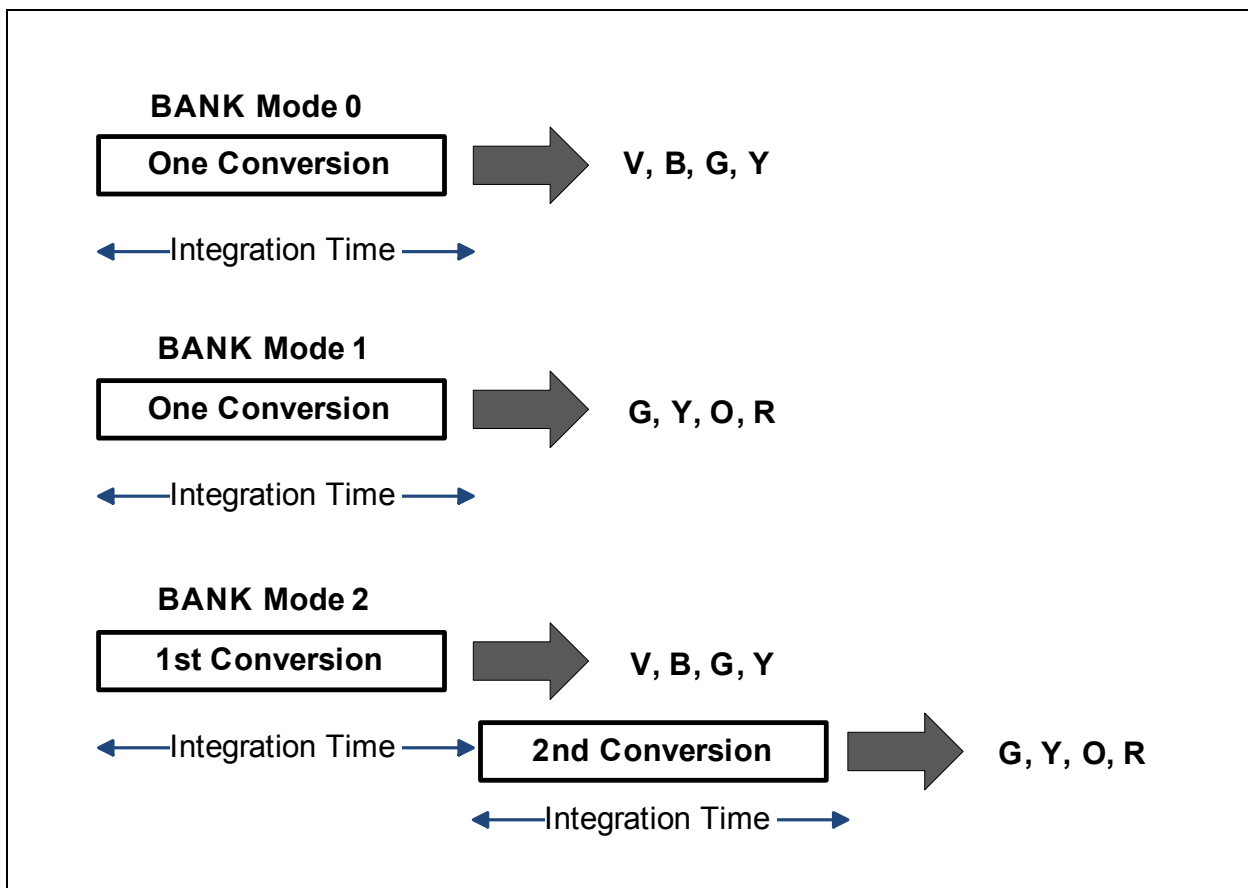 BANK Mode 0
One Conversion
V, B, G, Y
Integration Time
BANK Mode 1
One Conversion
G, Y, O, R
Integration Time
BANK Mode 2
1st Conversion
V, B, G, Y
Integration Time
2nd Conversion
G, Y, O, R
Integration Time